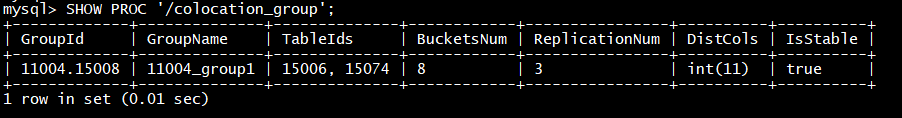 mysql> SHOW PROC '/colocation_group';
+-------------+--------------+--------------+------------+----------------+----------+----------+
| GroupId | GroupName | TableIds | BucketsNum | ReplicationNum | DistCols | IsStable |
+-------------+--------------+--------------+------------+----------------+----------+----------+
| 11004.15008 | 11004_group1 | 15006, 15074 | 8 | 3 | int(11) | true |
+-------------+--------------+--------------+------------+----------------+----------+----------+
1 row in set (0.01 sec)